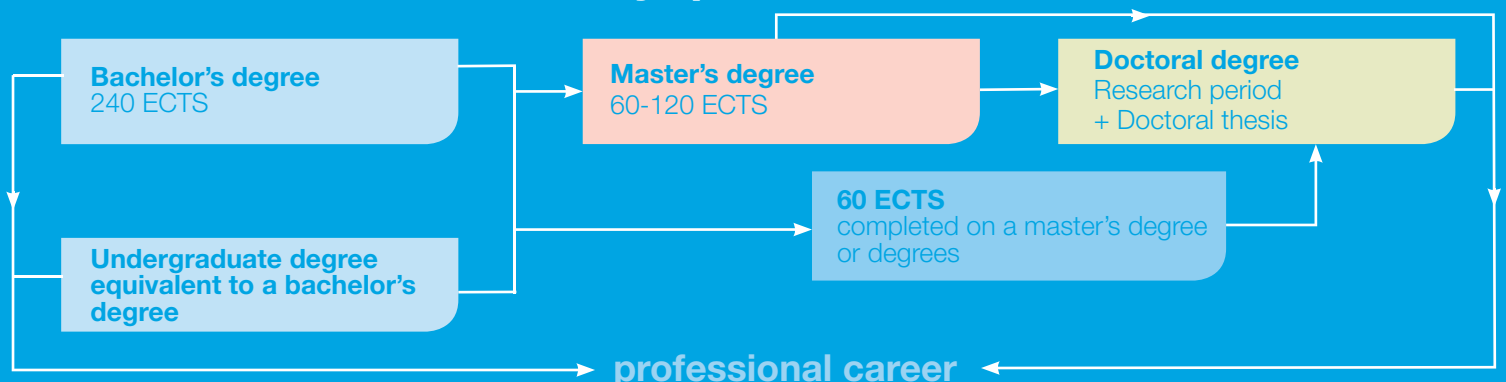 Bachelor's degree
240 ECTS
Master's degree
60-120 ECTS
Doctoral degree
Research period
+ Doctoral thesis
60 ECTS
completed on a master's degree
or degrees
Undergraduate degree
equivalent to a bachelor's
degree
professional career